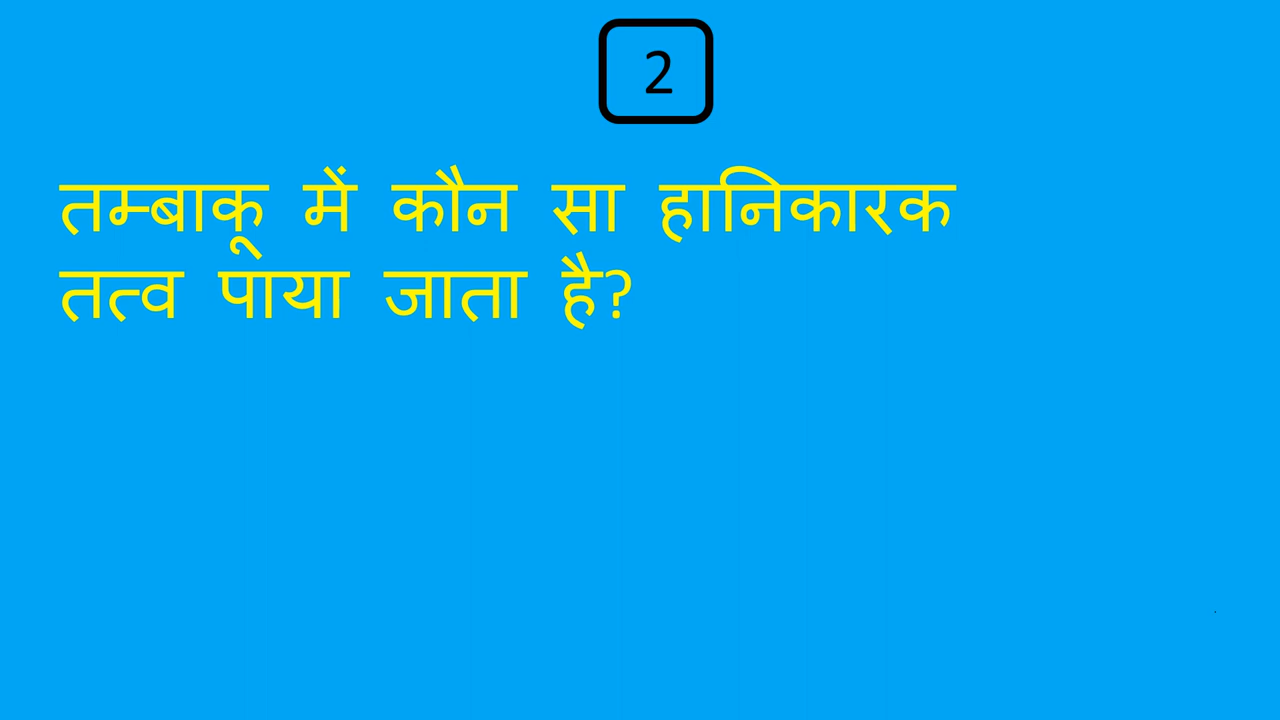 2
तम्बाकू में कौन सा हानिकारक
तत्व पाया जाता है?